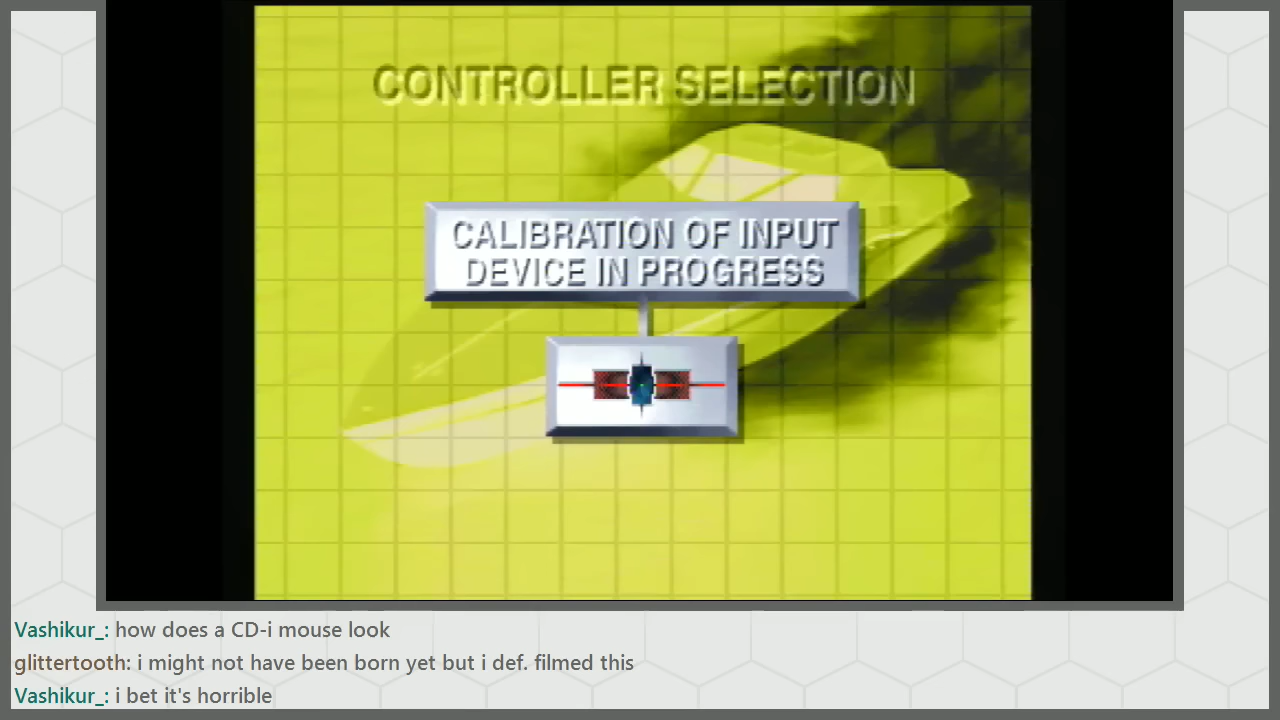 CONTROLLER SELECTION
CALIBRATION OF INPUT
DEVICE IN PROGRESS
Vashikur_: how does a CD-i mouse look
glittertooth: i might not have been born yet but i def. filmed this
Vashikur_: i bet it's horrible